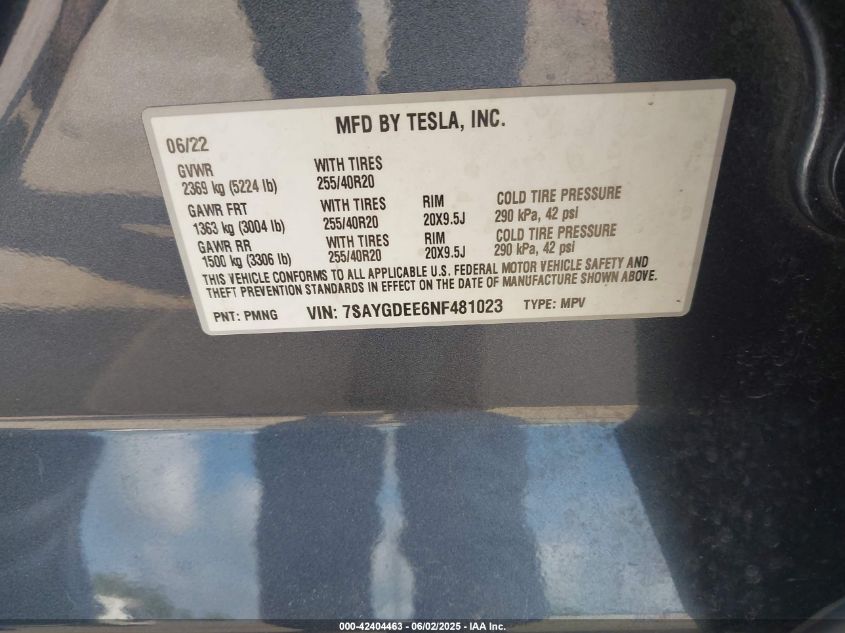 MFD BY TESLA, INC.
06/22
GVWR WITH TIRES
2369 kg (5224 lb) 255/40R20
GAWR FRT WITH TIRES RIM COLD TIRE PRESSURE
1363 kg (3004 lb) 255/40R20 20X9.5J 290 kPa, 42 psi
GAWR RR WITH TIRES RIM COLD TIRE PRESSURE
1500 kg (3306 lb) 255/40R20 20X9.5J 290 kPa, 42 psi
THIS VEHICLE CONFORMS TO ALL APPLICABLE U.S. FEDERAL MOTOR VEHICLE SAFETY AND
THEFT PREVENTION STANDARDS IN EFFECT ON THE DATE OF MANUFACTURE SHOWN ABOVE.
PNT: PMNG VIN: 7SAYGDEE6NF481023 TYPE: MPV
000-42404463 - 06/02/2025 - IAA Inc.